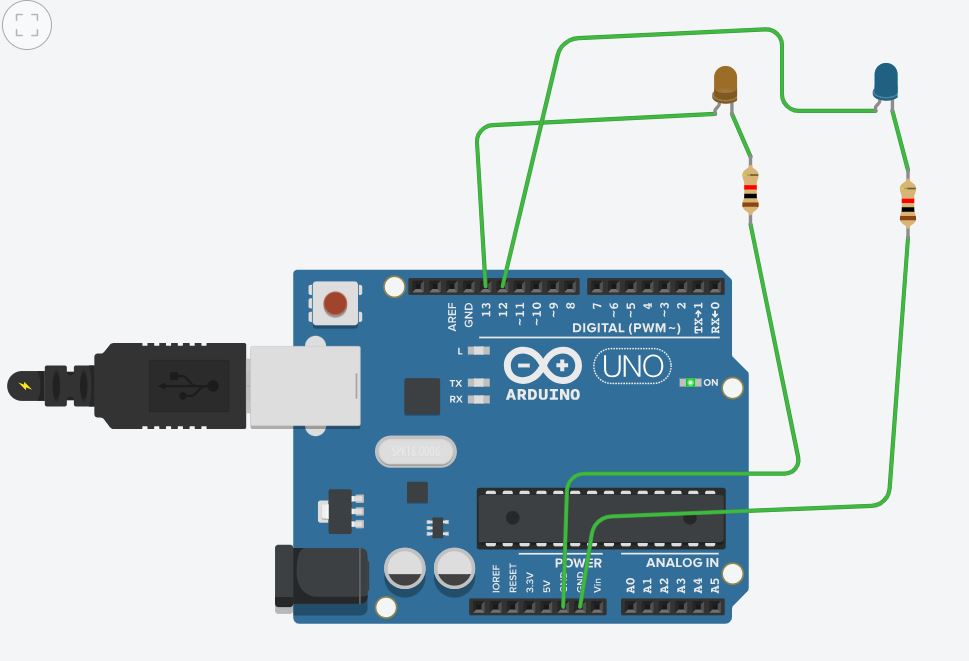 AREF
GND
13
12
~11
~10
~9
8
7
~6
~5
4
~3
2
TX→1
RX←0
DIGITAL (PWM~)
L
TX
RX
UNO
ARDUINO
ON
SPK16.000G
POWER
ANALOG IN
IOREF
RESET
3.3V
5V
GND
GND
Vin
A0
A1
A2
A3
A4
A5